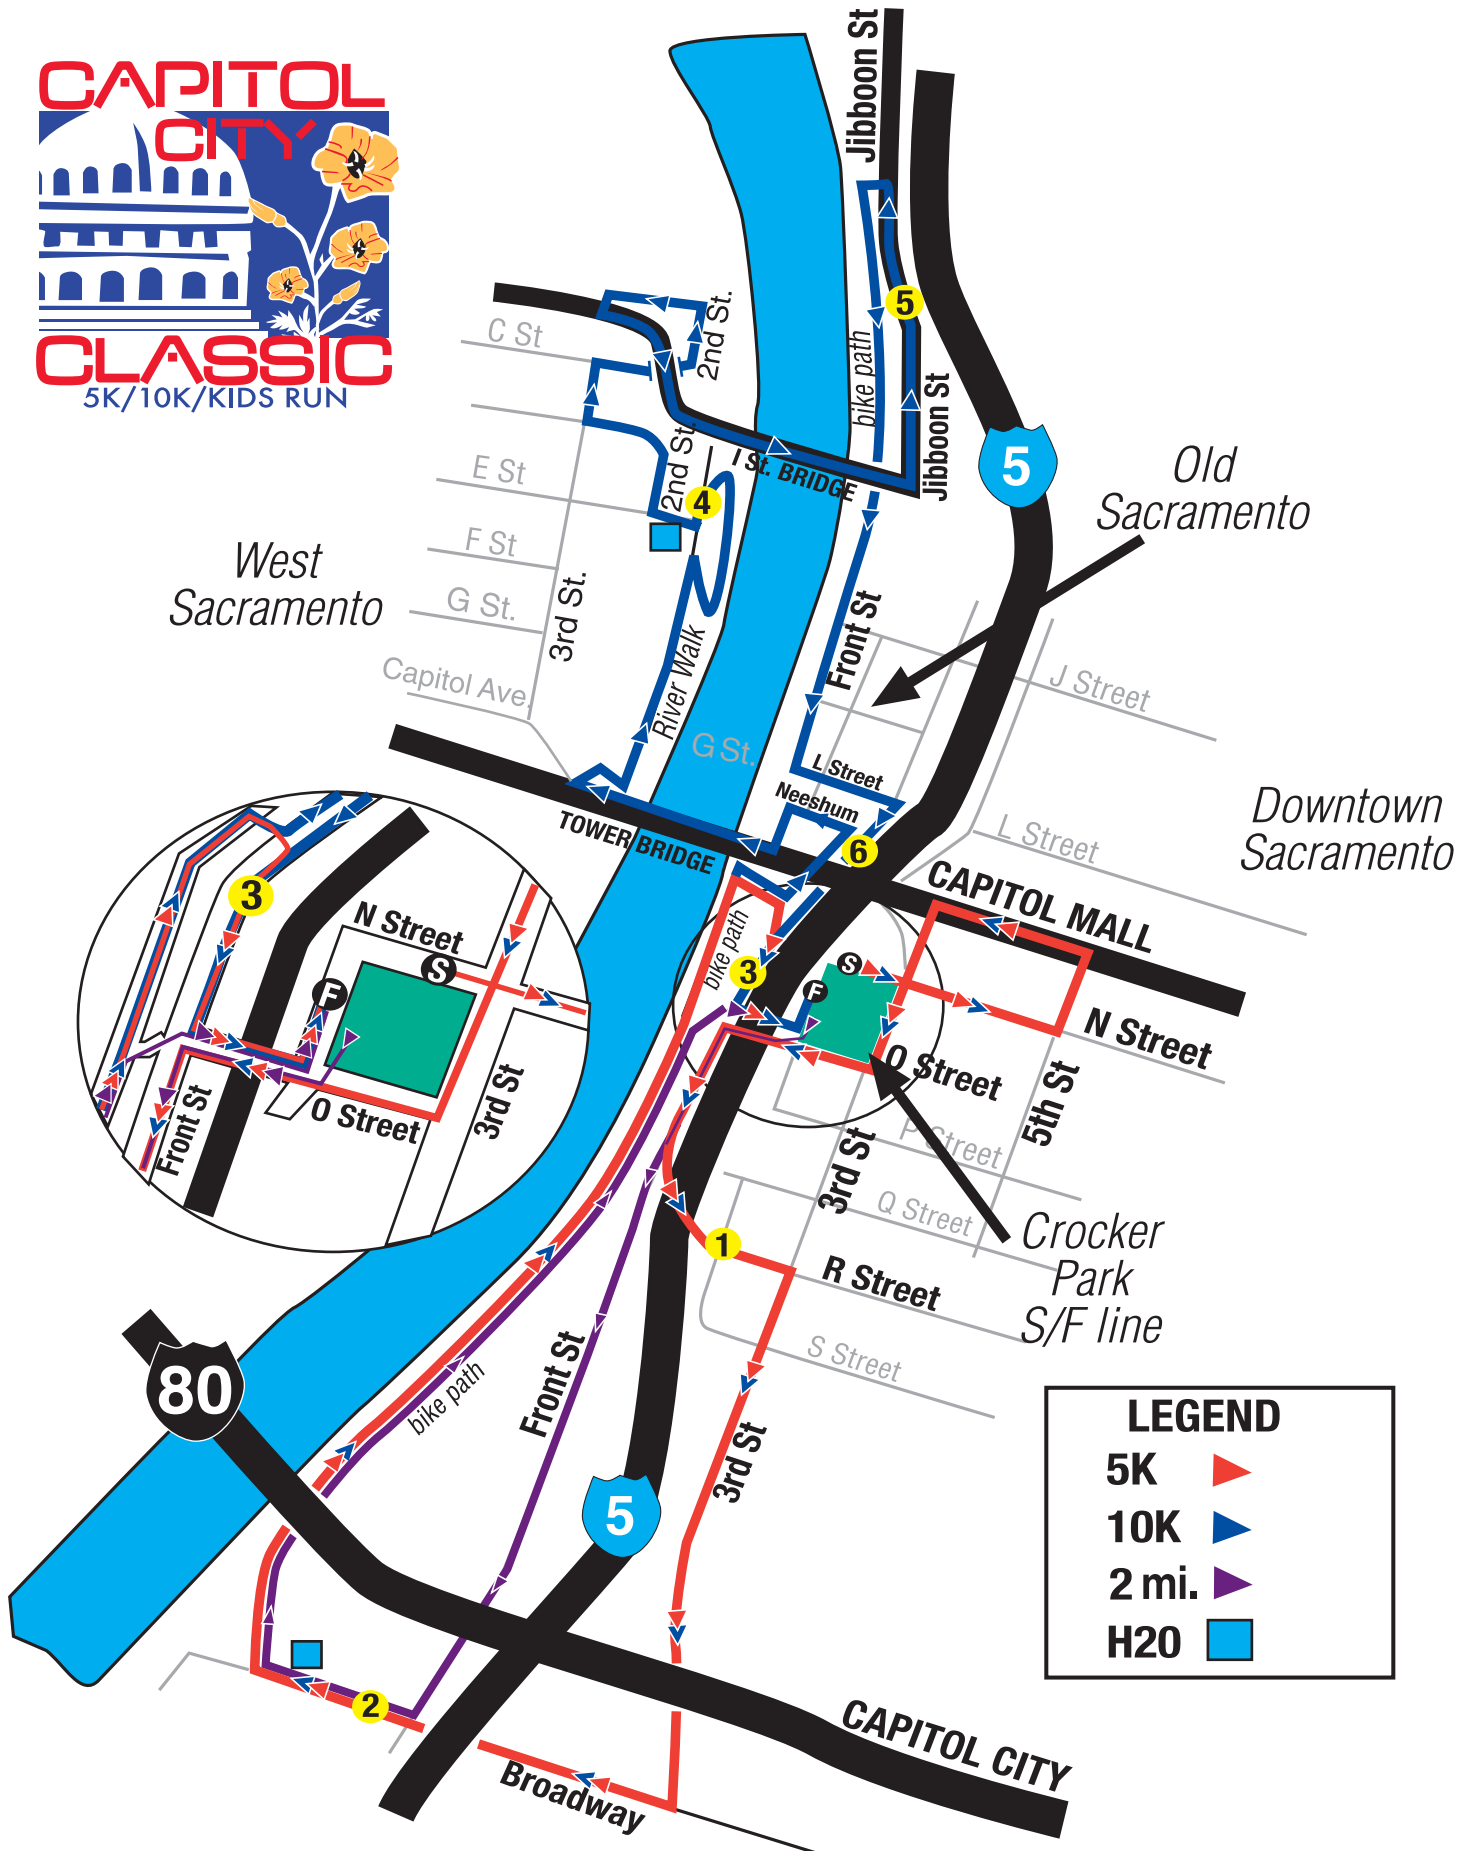 CAPITOL
CITY
CLASSIC
5K/10K/KIDS RUN
Jibboon St
5
bike path
Jibboon St
2nd St.
C St
I St. BRIDGE
5
Old
Sacramento
2nd St.
E St
4
F St
G St.
3rd St.
West
Sacramento
Capitol Ave.
River Walk
Front St
J Street
G St.
L Street
Neeshum
6
TOWER BRIDGE
L Street
Downtown
Sacramento
CAPITOL MALL
bike path
3
S
F
N Street
O Street
5th St
3
N Street
S
F
O Street
Front St
3rd St
P Street
3rd St
Q Street
Crocker
Park
S/F line
1
R Street
S Street
80
bike path
Front St
3rd St
5
2
Broadway
CAPITOL CITY
LEGEND
5K
10K
2 mi.
H20